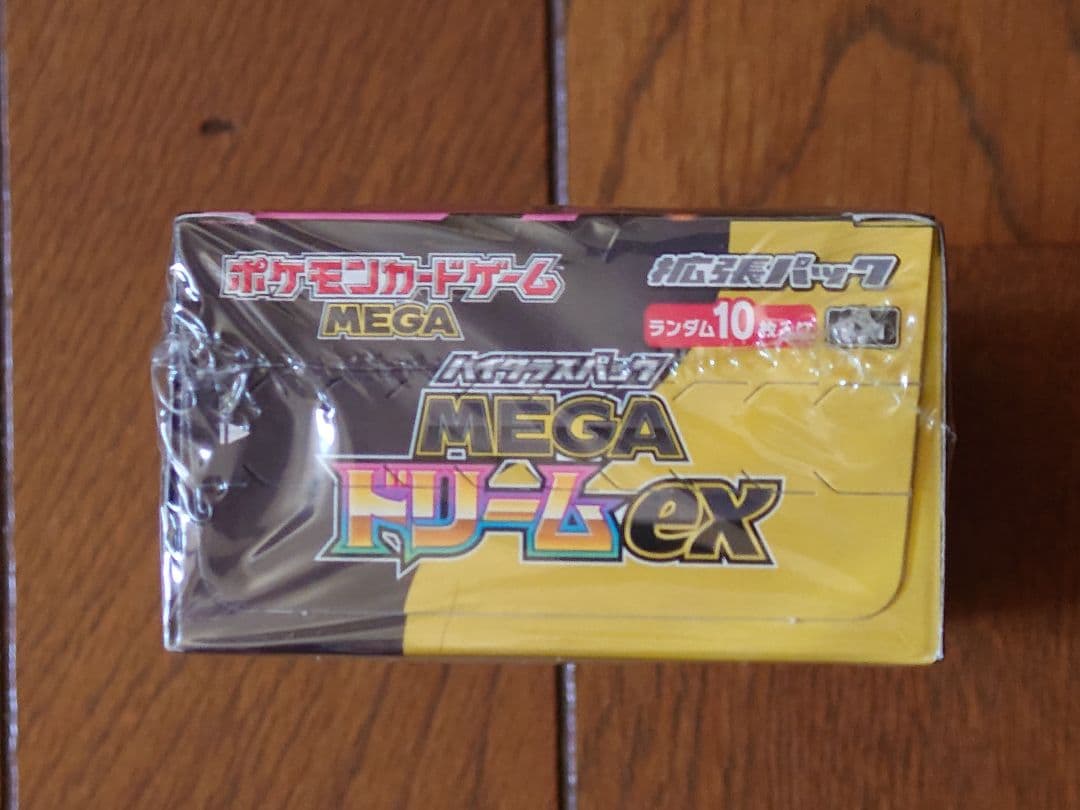 ポケモンカードゲーム
MEGA
拡張パック
ランダム10枚入り
ハイクラスパック
MEGA
ドリームex